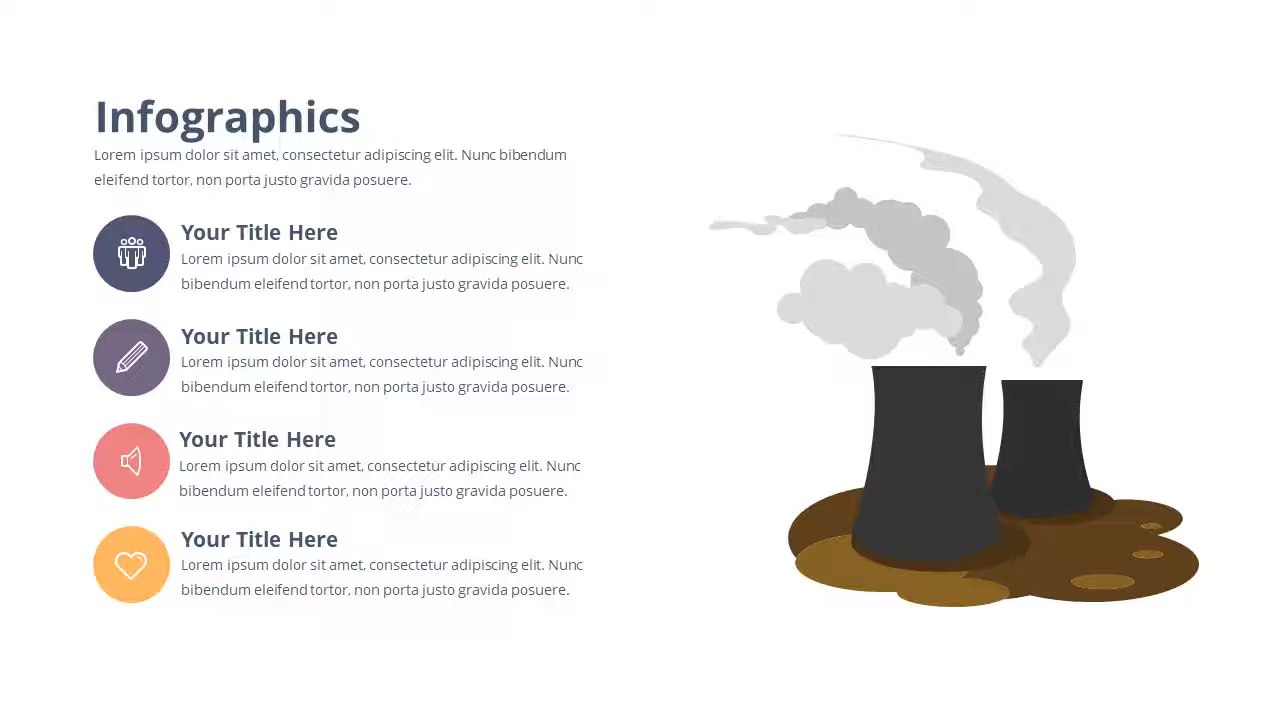 Infographics
Lorem ipsum dolor sit amet, consectetur adipiscing elit. Nunc bibendum
eleifend tortor, non porta justo gravida posuere.
Your Title Here
Lorem ipsum dolor sit amet, consectetur adipiscing elit. Nunc
bibendum eleifend tortor, non porta justo gravida posuere.
Your Title Here
Lorem ipsum dolor sit amet, consectetur adipiscing elit. Nunc
bibendum eleifend tortor, non porta justo gravida posuere.
Your Title Here
Lorem ipsum dolor sit amet, consectetur adipiscing elit. Nunc
bibendum eleifend tortor, non porta justo gravida posuere.
Your Title Here
Lorem ipsum dolor sit amet, consectetur adipiscing elit. Nunc
bibendum eleifend tortor, non porta justo gravida posuere.